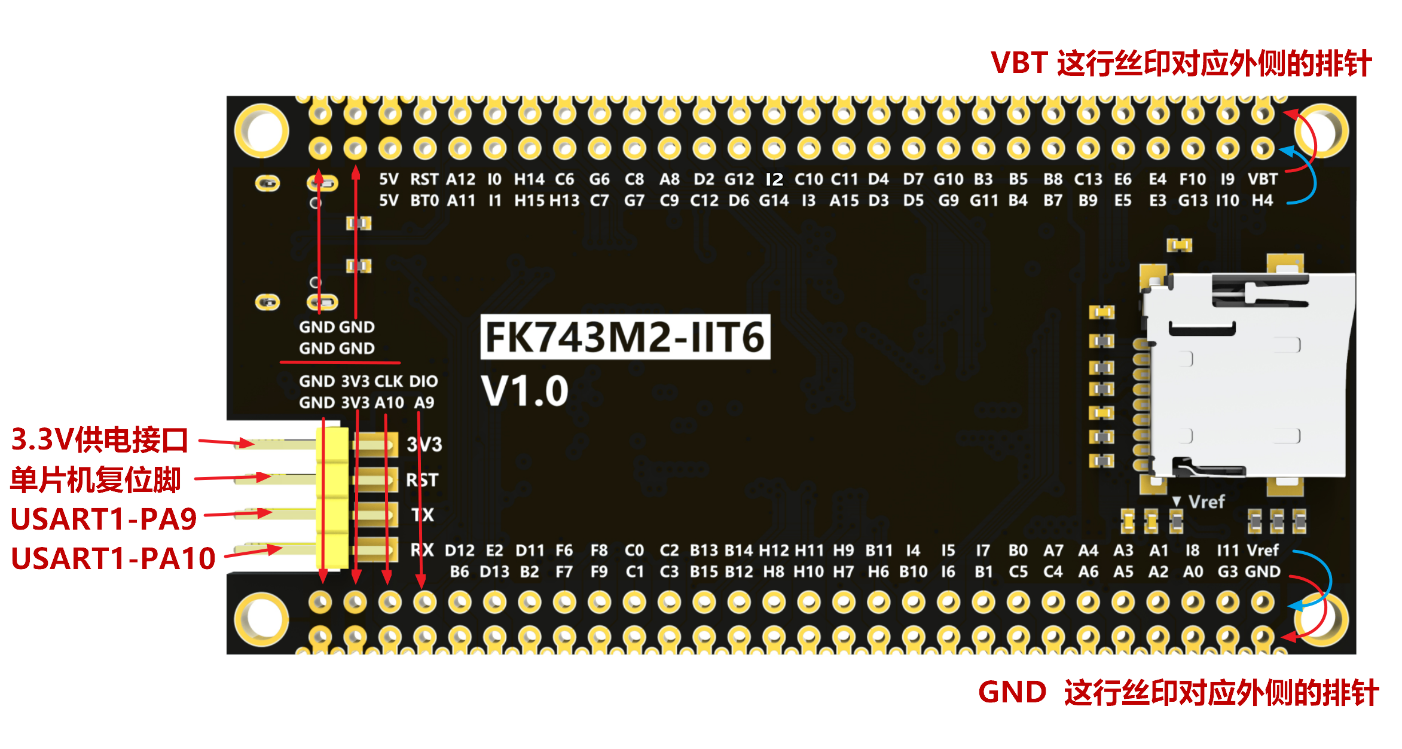 VBT 这行丝印对应外侧的排针
5V RST A12 I0 H14 C6 G6 C8 A8 D2 G12 I2 C10 C11 D4 D7 G10 B3 B5 B8 C13 E6 E4 F10 I9 VBT
5V BT0 A11 I1 H15 H13 C7 G7 C9 C12 D6 G14 I3 A15 D3 D5 G9 G11 B4 B7 B9 E5 E3 G13 I10 H4
GND GND
GND GND
FK743M2-IIT6
V1.0
GND 3V3 CLK DIO
GND 3V3 A10 A9
3.3V供电接口
3V3
单片机复位脚
RST
USART1-PA9
TX
USART1-PA10
RX
Vref
D12 E2 D11 F6 F8 C0 C2 B13 B14 H12 H11 H9 B11 I4 I5 I7 B0 A7 A4 A3 A1 I8 I11 Vref
B6 D13 B2 F7 F9 C1 C3 B15 B12 H8 H10 H7 H6 B10 I6 B1 C5 C4 A6 A5 A2 A0 G3 GND
GND 这行丝印对应外侧的排针